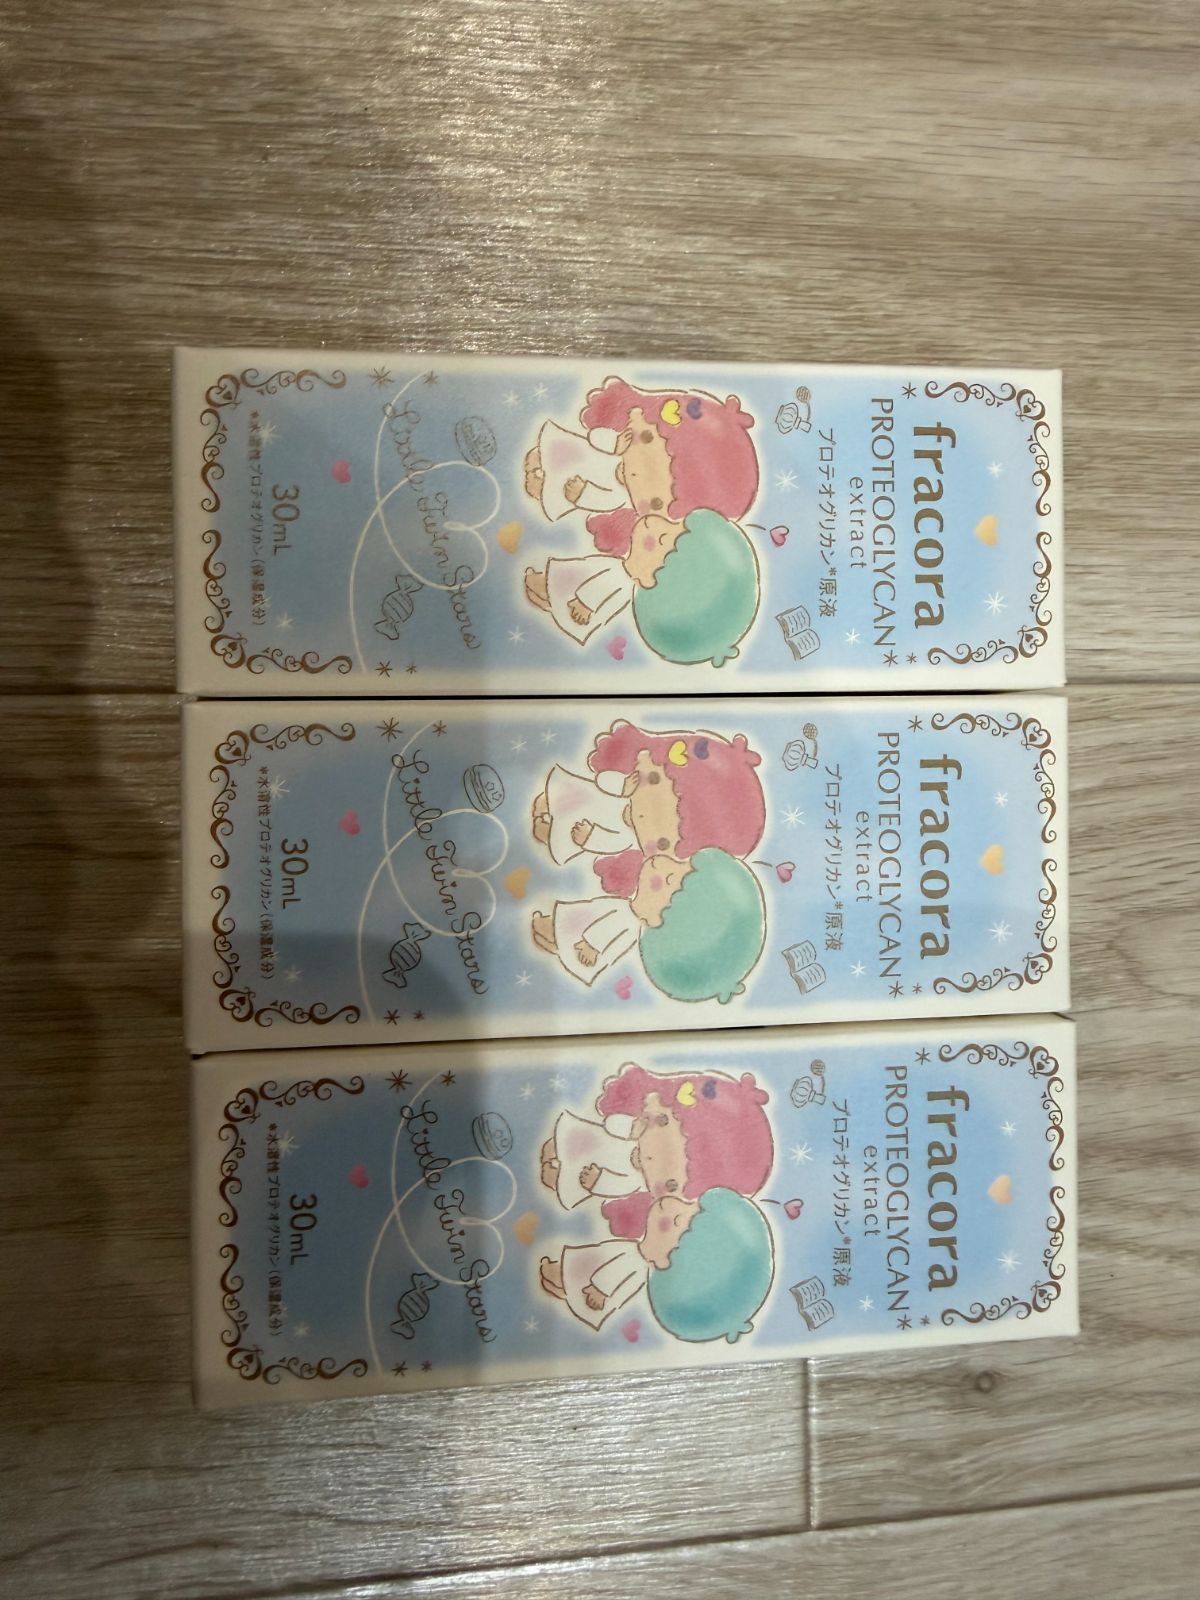 fracora
PROTEOGLYCAN*
extract
プロテオグリカン*原液
Little Twin Stars
30mL
*水溶性プロテオグリカン(保湿成分)
fracora
PROTEOGLYCAN*
extract
プロテオグリカン*原液
Little Twin Stars
30mL
*水溶性プロテオグリカン(保湿成分)
fracora
PROTEOGLYCAN*
extract
プロテオグリカン*原液
Little Twin Stars
30mL
*水溶性プロテオグリカン(保湿成分)